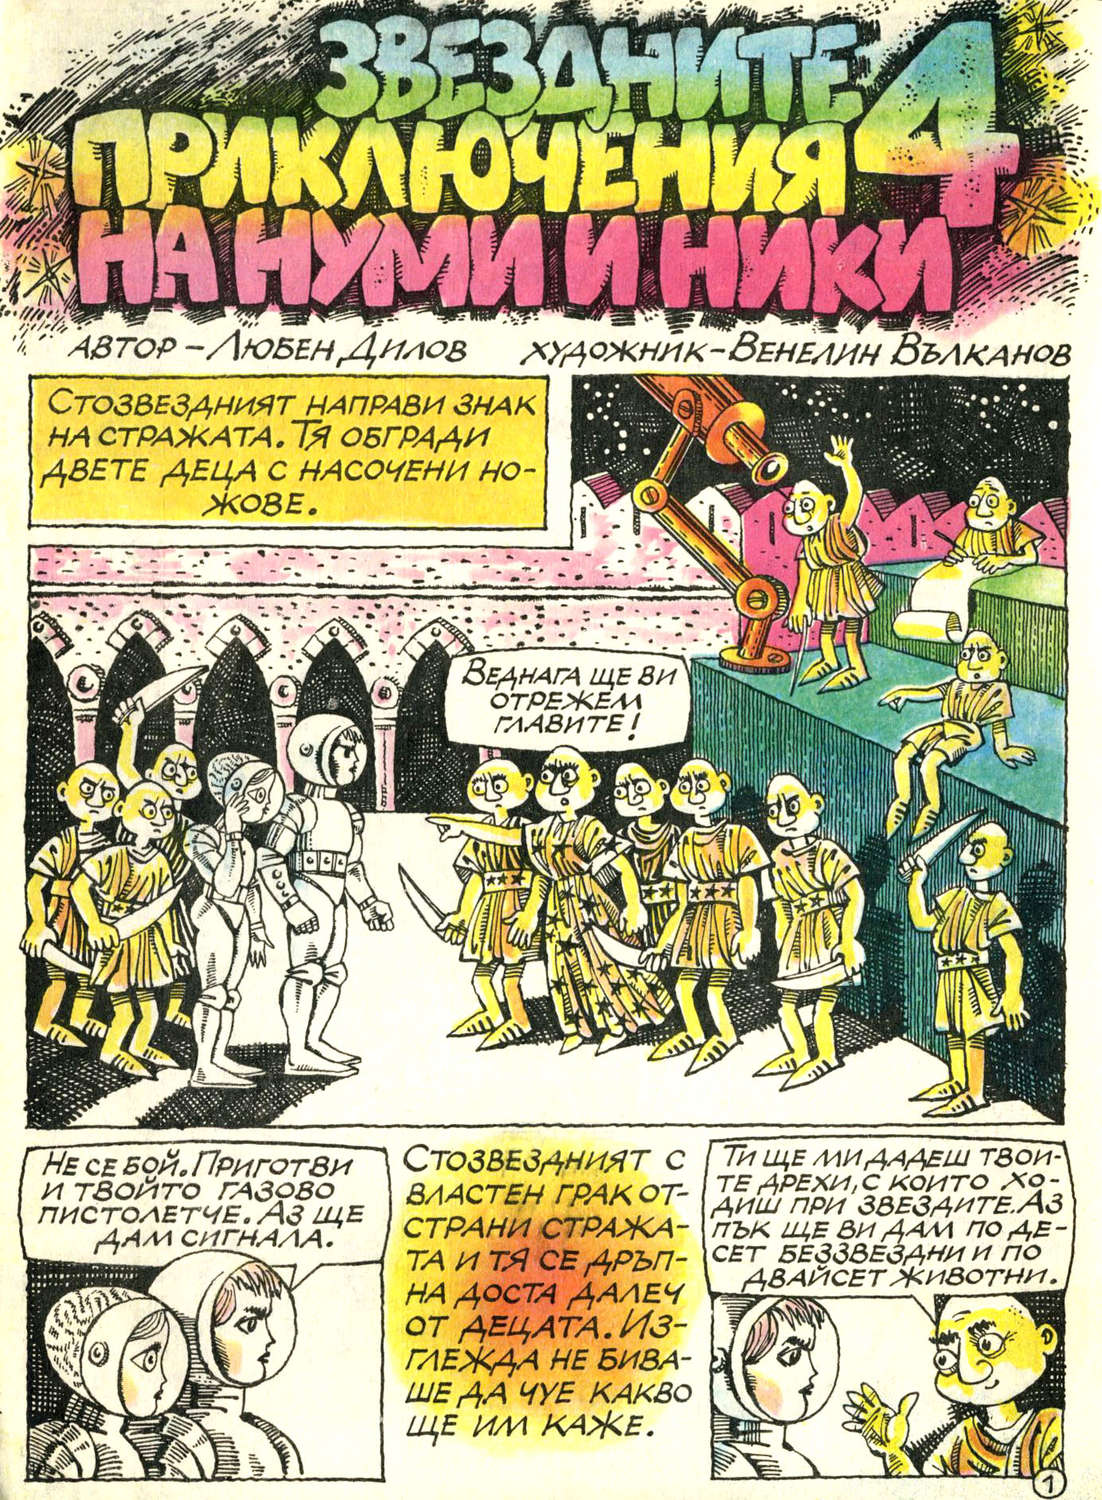 ЗВЕЗДНИТЕ
ПРИКЛЮЧЕНИЯ 4
НА НУМИ И НИКИ
АВТОР – ЛЮБЕН ДИЛОВ
ХУДОЖНИК – ВЕНЕЛИН ВЪЛКАНОВ
СТОЗВЕЗДНИЯТ НАПРАВИ ЗНАК
НА СТРАЖАТА. ТЯ ОБГРАДИ
ДВЕТЕ ДЕЦА С НАСОЧЕНИ НО-
ЖОВЕ.
ВЕДНАГА ЩЕ ВИ
ОТРЕЖЕМ
ГЛАВИТЕ!
НЕ СЕ БОЙ. ПРИГОТВИ
И ТВОЙТО ГАЗОВО
ПИСТОЛЕТЧЕ. АЗ ЩЕ
ДАМ СИГНАЛА.
СТОЗВЕЗДНИЯТ С
ВЛАСТЕН ГРАК ОТ-
СТРАНИ СТРАЖА-
ТА И ТЯ СЕ ДРЪП-
НА ДОСТА ДАЛЕЧ
ОТ ДЕЦАТА. ИЗ-
ГЛЕЖДА НЕ БИВА-
ШЕ ДА ЧУЕ КАКВО
ЩЕ ИМ КАЖЕ.
ТИ ЩЕ МИ ДАДЕШ ТВОИ-
ТЕ ДРЕХИ, С КОИТО ХО-
ДИШ ПРИ ЗВЕЗДИТЕ. АЗ
ПЪК ЩЕ ВИ ДАМ ПО ДЕ-
СЕТ БЕЗЗВЕЗДНИ И ПО
ДВАЙСЕТ ЖИВОТНИ.
1